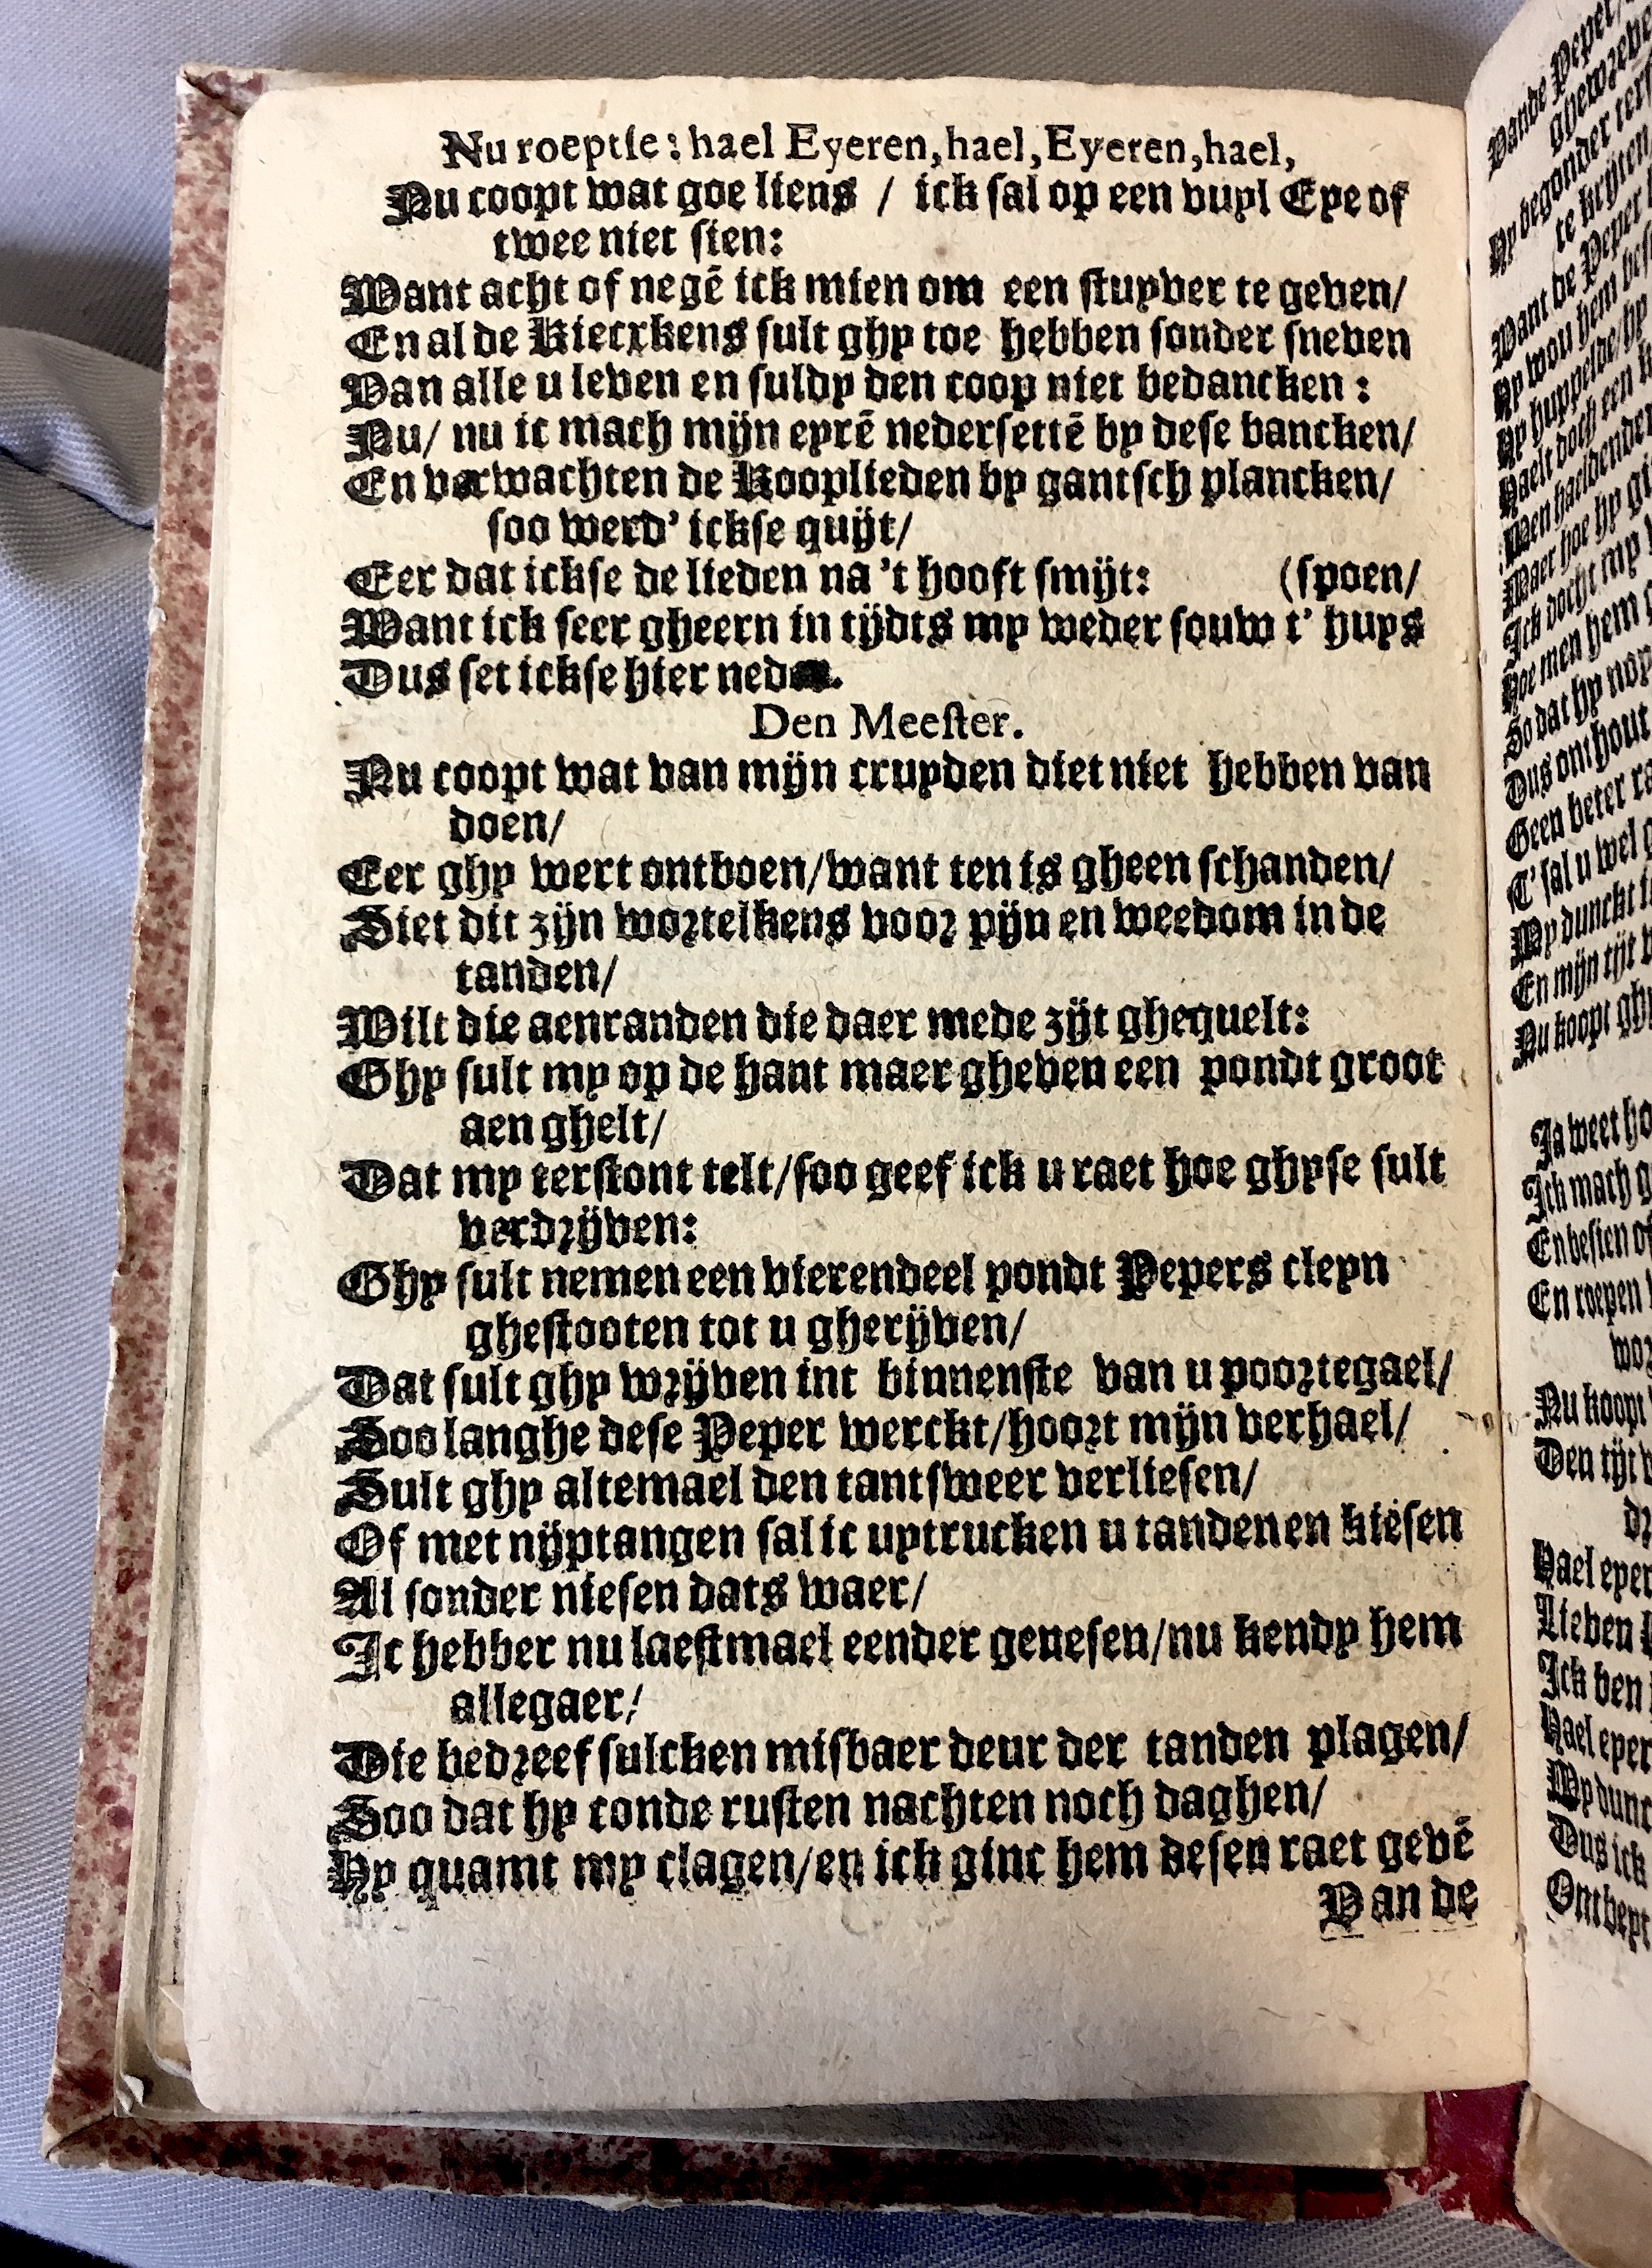 Nu roeptſe: hael Eyeren, hael, Eyeren, hael,
Nu coopt wat goe liens / ick ſal op een vuyl Eye of
twee niet ſien:
Want acht of negē ick mien om een ſtuyver te geven/
En al de Kiecxkens ſult ghy toe hebben ſonder ſneven
Van alle u leven en ſuldy den coop niet bedancken:
Nu/ nu ic mach mijn eyrē nederſettē by deſe bancken/
En verwachten de Kooplieden by gantſch plancken/
ſoo werd' ickſe quijt/
Eer dat ickſe de lieden na 't hooft ſmijt: (ſpoen/
Want ick ſeer gheern in tijdts my weder ſouw t' huys
Dus ſet ickſe hier neder.
Den Meeſter.
Nu coopt wat van mijn cruyden diet niet hebben van
doen/
Eer ghy wert ontboen/want ten is gheen ſchanden/
Siet dit zijn woꝛtelkens vooꝛ pijn en weedom in de
tanden/
Wilt die aenranden die daer mede zijt ghequelt:
Ghy ſult my op de hant maer gheven een pondt groot
aen ghelt/
Dat my terſtont telt/ſoo geef ick u raet hoe ghyſe ſult
verdꝛijven:
Ghy ſult nemen een vierendeel pondt Pepers cleyn
gheſtooten tot u gherijven/
Dat ſult ghy wꝛijven int binnenſte van u pooꝛtegael/
Soo langhe deſe Peper werckt/hooꝛt mijn verhael/
Sult ghy altemael den tantſweer verlieſen/
Of met nijptangen ſal ic uytrucken u tanden en kieſen
Al ſonder nieſen dats waer/
Ic hebber nu laeſtmael eender geneſen/nu kendy hem
allegaer/
Die bedꝛeef ſulcken misbaer deur der tanden plagen/
Soo dat hy conde ruſten nachten noch daghen/
Hy quamt my clagen/en ick ginc hem deſen raet gevē
Van de